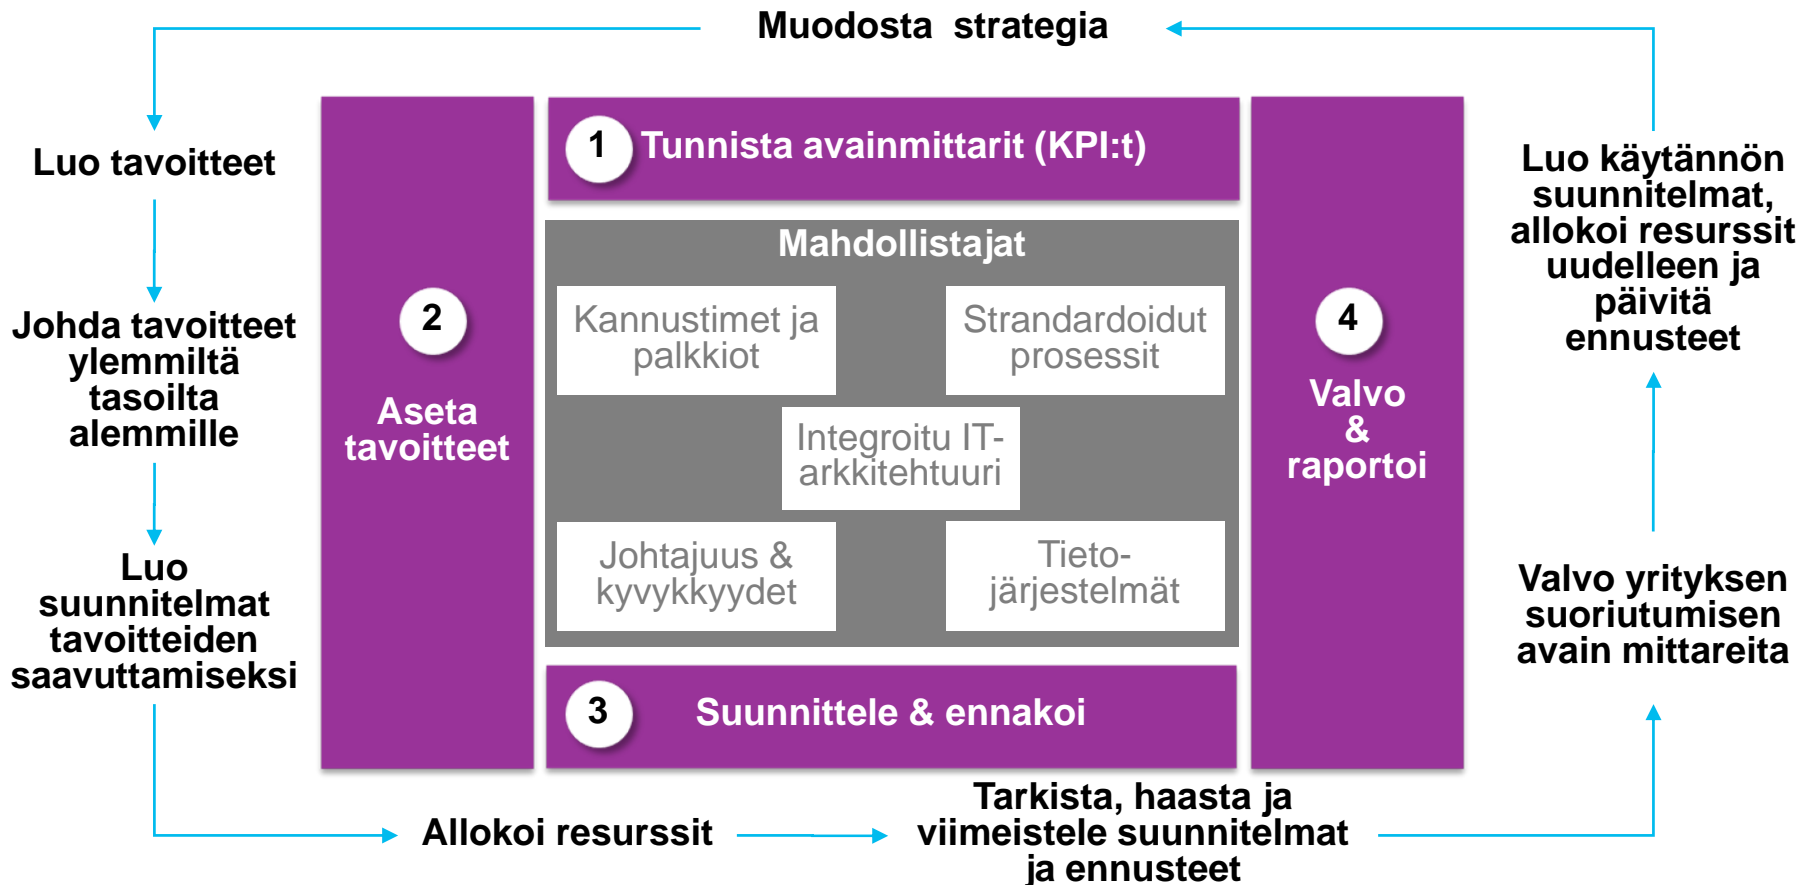 Muodosta  strategia
Luo tavoitteet
Johda tavoitteet
ylemmiltä
tasoilta
alemmille
Luo
suunnitelmat
tavoitteiden
saavuttamiseksi
2
Aseta
tavoitteet
1
Tunnista avainmittarit (KPI:t)
Mahdollistajat
Kannustimet ja
palkkiot
Strandardoidut
prosessit
Integroitu IT-
arkkitehtuuri
Johtajuus &
kyvykkyydet
Tieto-
järjestelmät
3
Suunnittele & ennakoi
4
Valvo
&
raportoi
Luo käytännön
suunnitelmat,
allokoi resurssit
uudelleen ja
päivitä
ennusteet
Valvo yrityksen
suoriutumisen
avain mittareita
Allokoi resurssit
Tarkista, haasta ja
viimeistele suunnitelmat
ja ennusteet